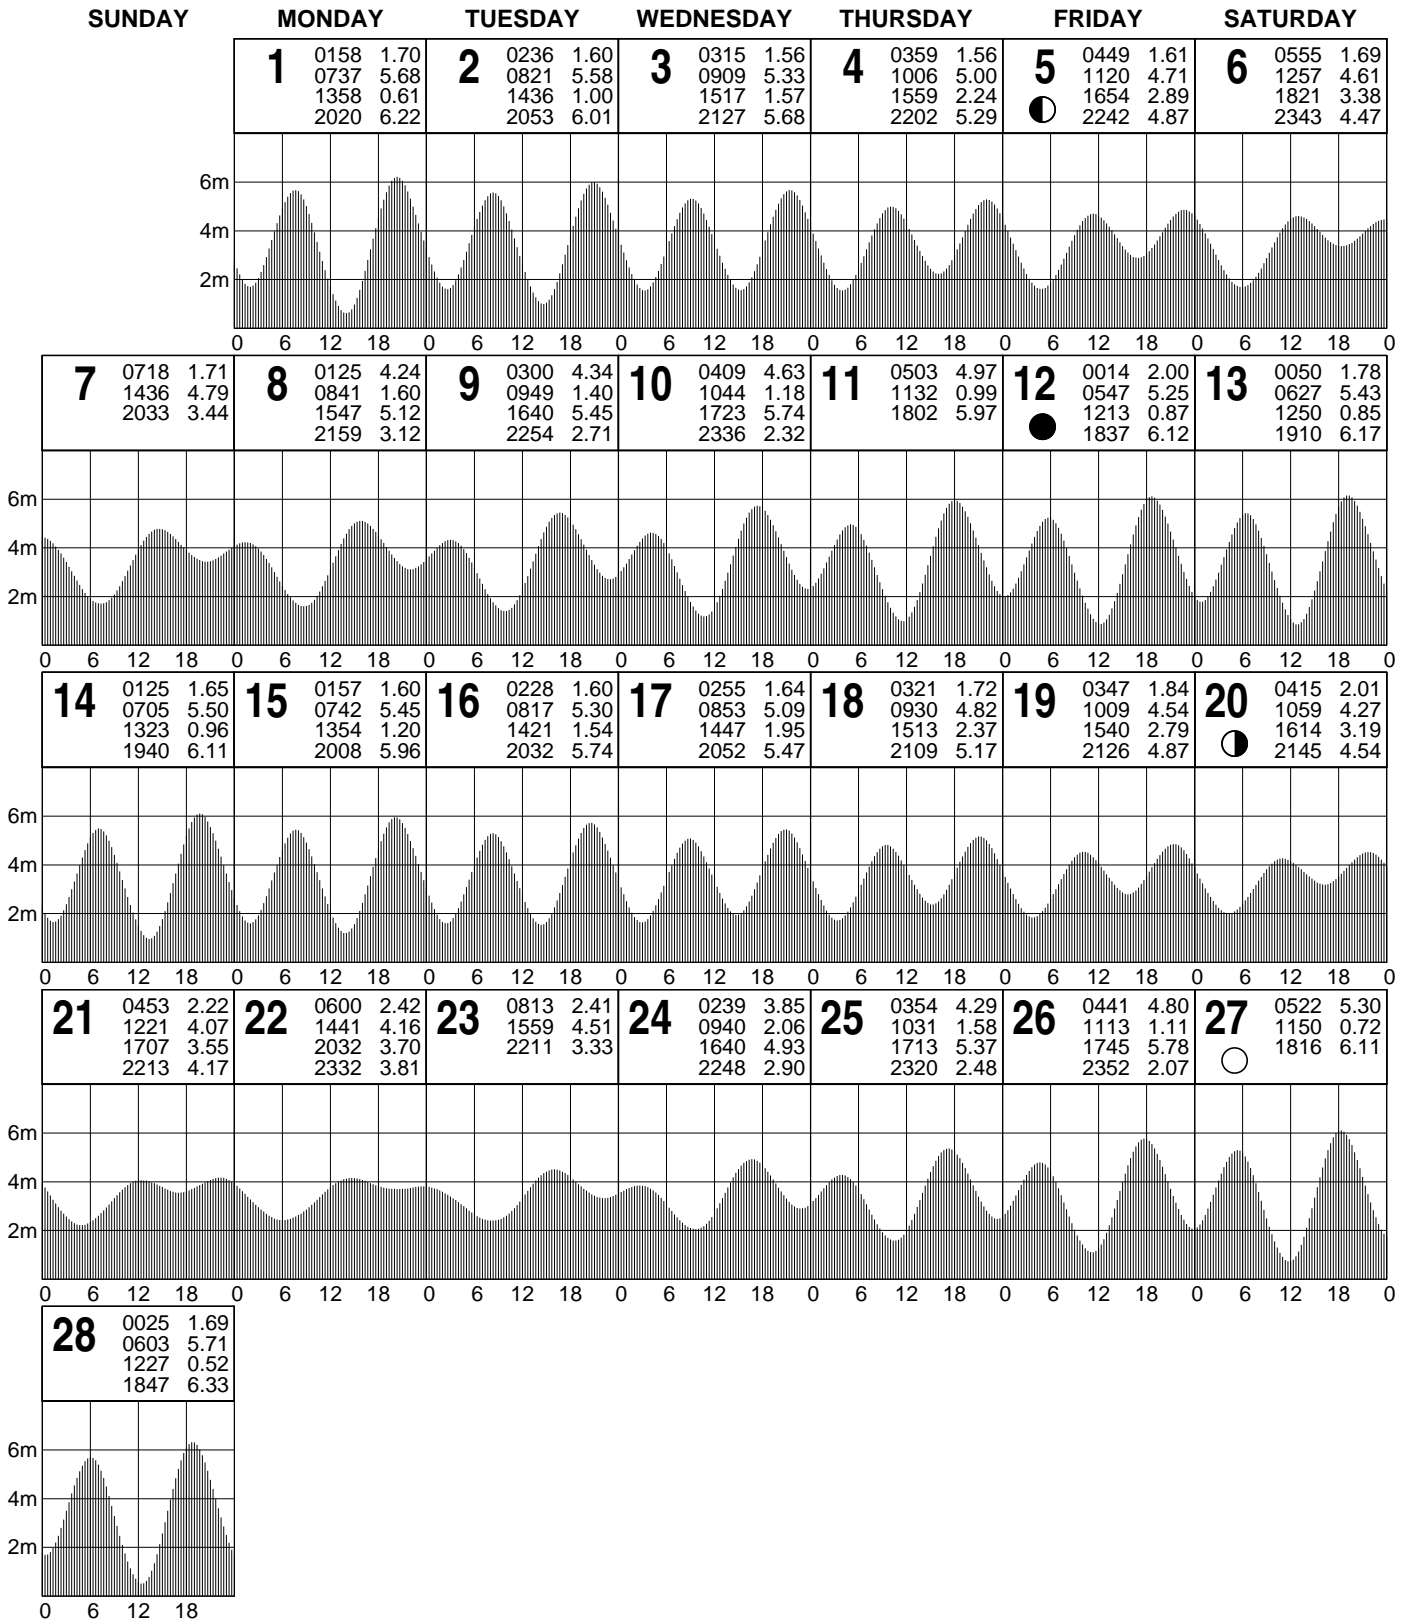 SUNDAY MONDAY TUESDAY WEDNESDAY THURSDAY FRIDAY SATURDAY
1 0158 1.70 2 0236 1.60 3 0315 1.56 4 0359 1.56 5 0449 1.61 6 0555 1.69
0737 5.68 0821 5.58 0909 5.33 1006 5.00 1120 4.71 1257 4.61
1358 0.61 1436 1.00 1517 1.57 1559 2.24 1654 2.89 1821 3.38
2020 6.22 2053 6.01 2127 5.68 2202 5.29 2242 4.87 2343 4.47
6m
4m
2m
0 6 12 18 0 6 12 18 0 6 12 18 0 6 12 18 0 6 12 18 0 6 12 18 0
7 0718 1.71 8 0125 4.24 9 0300 4.34 10 0409 4.63 11 0503 4.97 12 0014 2.00 13 0050 1.78
1436 4.79 0841 1.60 0949 1.40 1044 1.18 1132 0.99 0547 5.25 0627 5.43
2033 3.44 1547 5.12 1640 5.45 1723 5.74 1802 5.97 1213 0.87 1250 0.85
2159 3.12 2254 2.71 2336 2.32 1837 6.12 1910 6.17
6m
4m
2m
0 6 12 18 0 6 12 18 0 6 12 18 0 6 12 18 0 6 12 18 0 6 12 18 0 6 12 18 0
14 0125 1.65 15 0157 1.60 16 0228 1.60 17 0255 1.64 18 0321 1.72 19 0347 1.84 20 0415 2.01
0705 5.50 0742 5.45 0817 5.30 0853 5.09 0930 4.82 1009 4.54 1059 4.27
1323 0.96 1354 1.20 1421 1.54 1447 1.95 1513 2.37 1540 2.79 1614 3.19
1940 6.11 2008 5.96 2032 5.74 2052 5.47 2109 5.17 2126 4.87 2145 4.54
6m
4m
2m
0 6 12 18 0 6 12 18 0 6 12 18 0 6 12 18 0 6 12 18 0 6 12 18 0 6 12 18 0
21 0453 2.22 22 0600 2.42 23 0813 2.41 24 0239 3.85 25 0354 4.29 26 0441 4.80 27 0522 5.30
1221 4.07 1441 4.16 1559 4.51 0940 2.06 1031 1.58 1113 1.11 1150 0.72
1707 3.55 2032 3.70 2211 3.33 1640 4.93 1713 5.37 1745 5.78 1816 6.11
2213 4.17 2332 3.81 2248 2.90 2320 2.48 2352 2.07
6m
4m
2m
0 6 12 18 0 6 12 18 0 6 12 18 0 6 12 18 0 6 12 18 0 6 12 18 0 6 12 18 0
28 0025 1.69
0603 5.71
1227 0.52
1847 6.33
6m
4m
2m
0 6 12 18